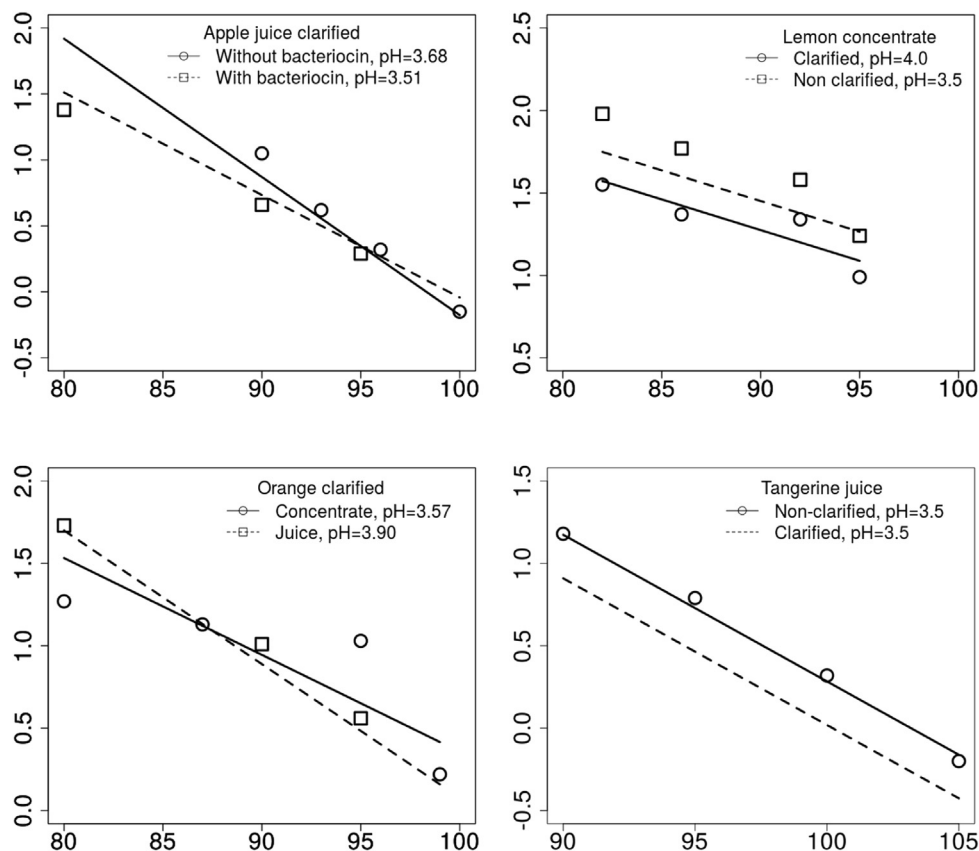 Apple juice clarified
Without bacteriocin, pH=3.68
With bacteriocin, pH=3.51
2.0
1.5
1.0
0.5
0.0
-0.5
80 85 90 95 100
Lemon concentrate
Clarified, pH=4.0
Non clarified, pH=3.5
2.5
2.0
1.5
1.0
0.5
80 85 90 95 100
Orange clarified
Concentrate, pH=3.57
Juice, pH=3.90
2.0
1.5
1.0
0.5
0.0
80 85 90 95 100
Tangerine juice
Non-clarified, pH=3.5
Clarified, pH=3.5
1.5
1.0
0.5
0.0
-0.5
90 95 100 105